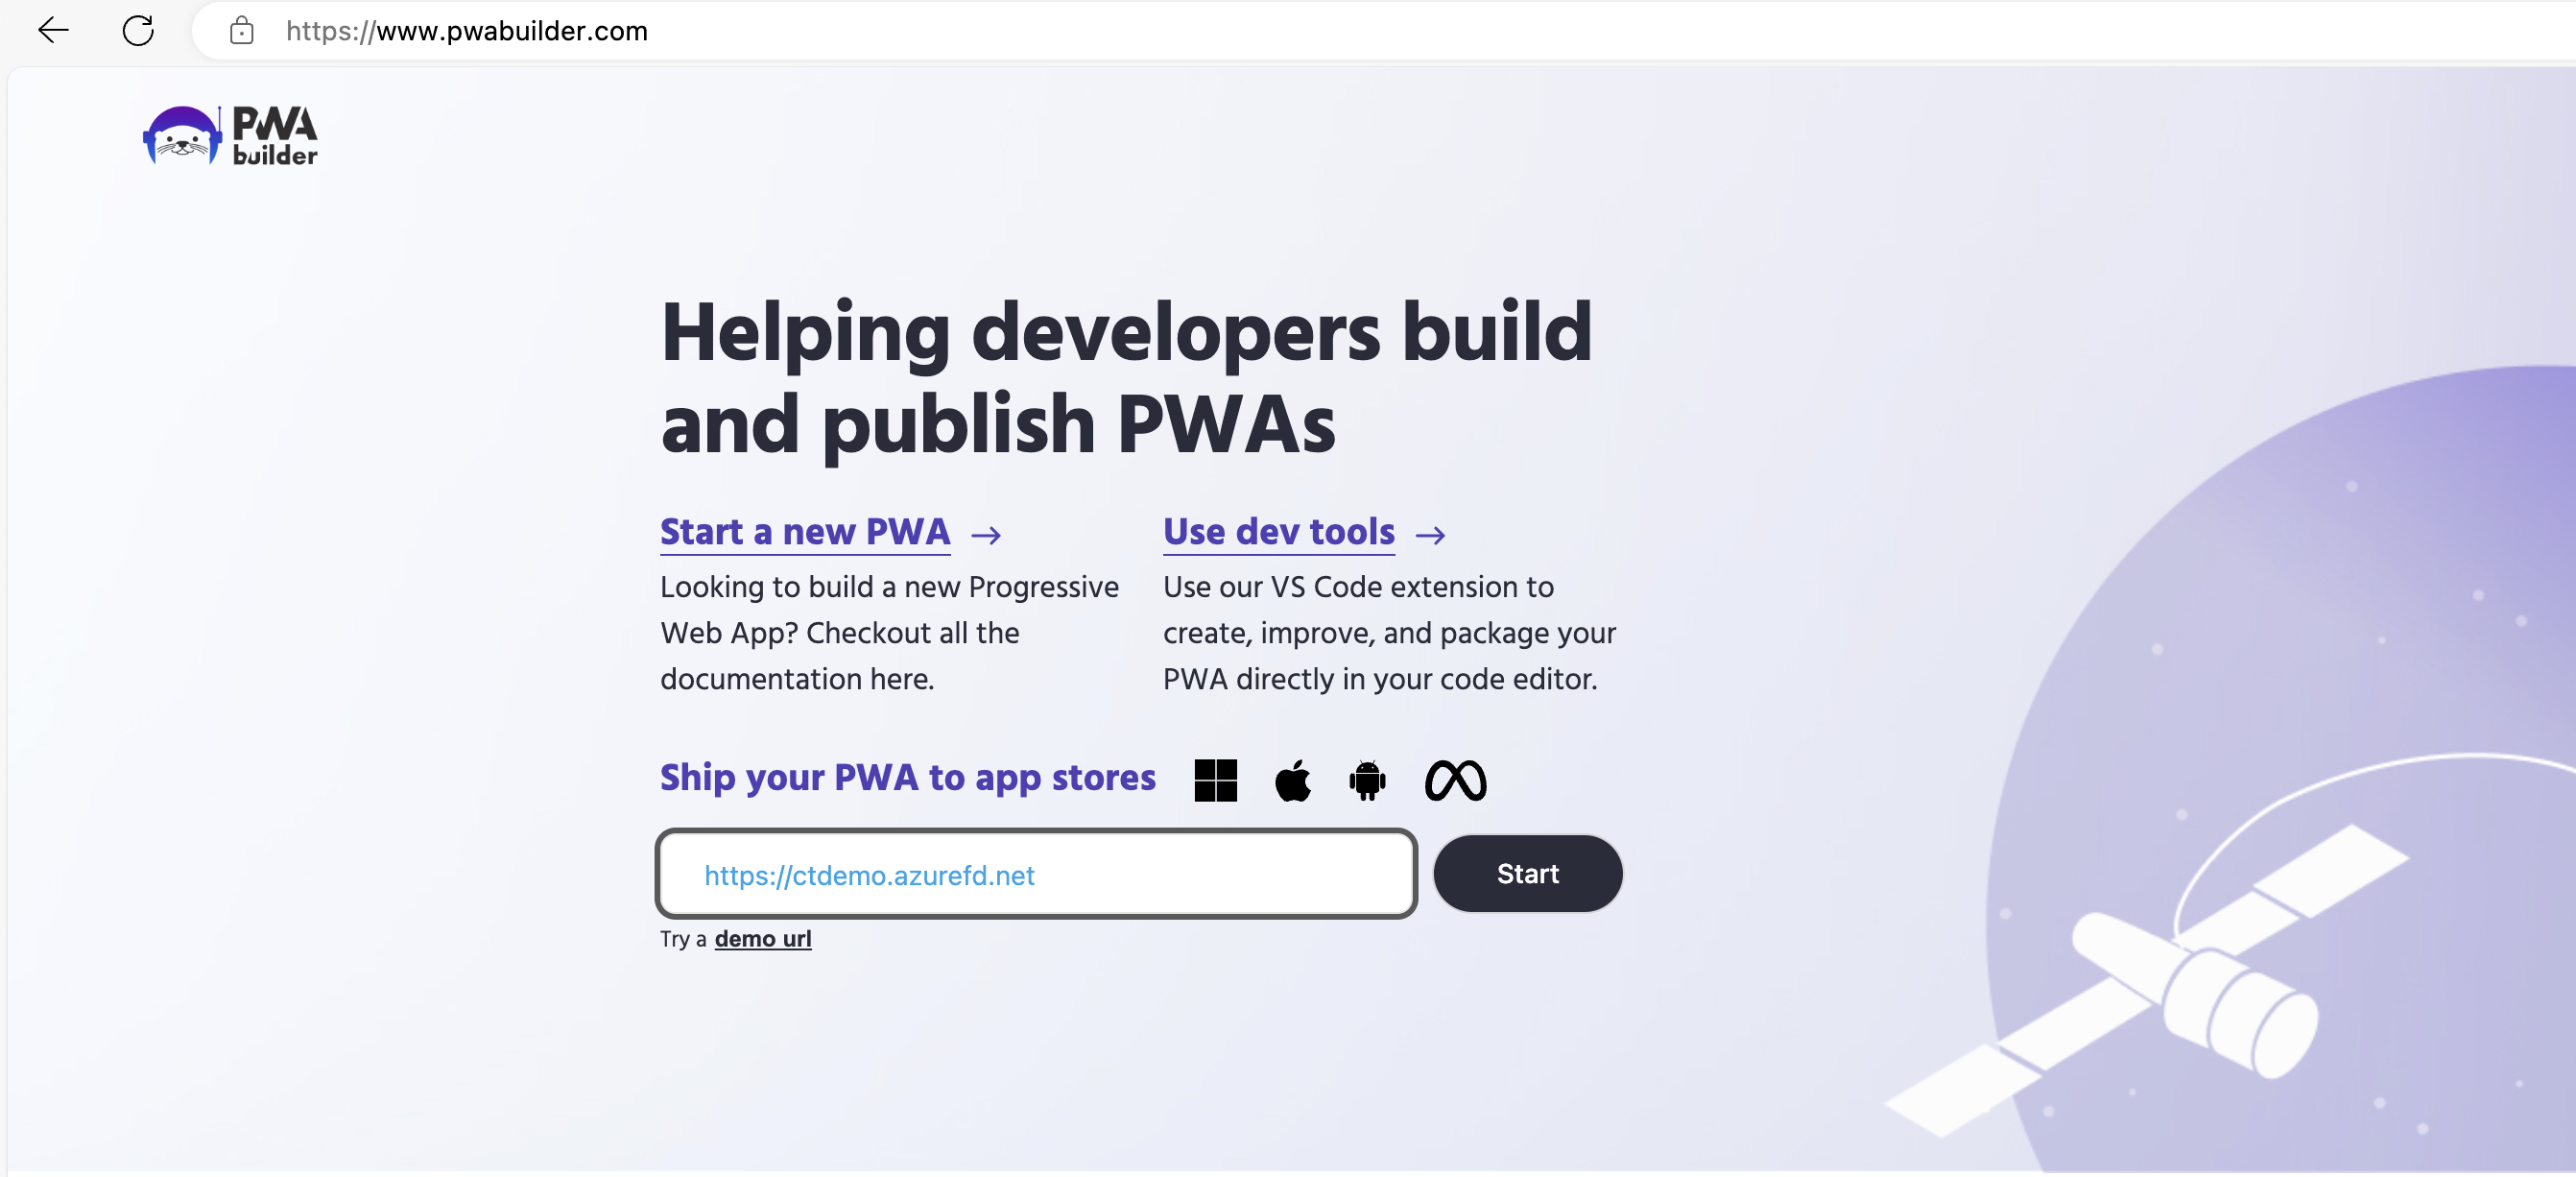 https://www.pwabuilder.com
PWA
builder
Helping developers build
and publish PWAs
Start a new PWA →
Looking to build a new Progressive
Web App? Checkout all the
documentation here.
Use dev tools →
Use our VS Code extension to
create, improve, and package your
PWA directly in your code editor.
Ship your PWA to app stores
https://ctdemo.azurefd.net
Start
Try a demo url